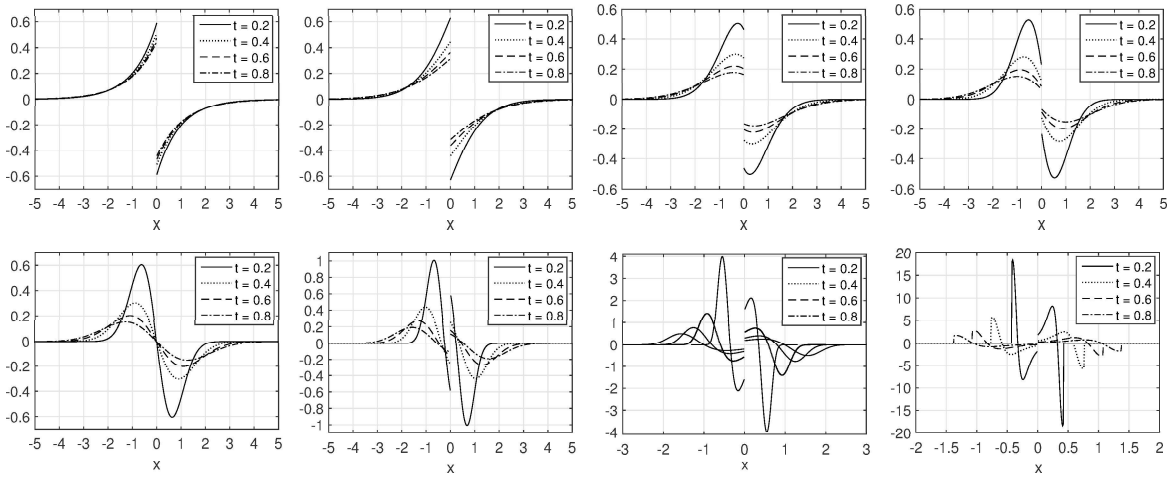 0.6
0.4
0.2
0
-0.2
-0.4
-0.6
t = 0.2
t = 0.4
t = 0.6
t = 0.8
-5 -4 -3 -2 -1 0 1 2 3 4 5
x
0.6
0.4
0.2
0
-0.2
-0.4
-0.6
t = 0.2
t = 0.4
t = 0.6
t = 0.8
-5 -4 -3 -2 -1 0 1 2 3 4 5
x
0.6
0.4
0.2
0
-0.2
-0.4
-0.6
t = 0.2
t = 0.4
t = 0.6
t = 0.8
-5 -4 -3 -2 -1 0 1 2 3 4 5
x
0.6
0.4
0.2
0
-0.2
-0.4
-0.6
t = 0.2
t = 0.4
t = 0.6
t = 0.8
-5 -4 -3 -2 -1 0 1 2 3 4 5
x
0.6
0.4
0.2
0
-0.2
-0.4
-0.6
t = 0.2
t = 0.4
t = 0.6
t = 0.8
-5 -4 -3 -2 -1 0 1 2 3 4 5
x
1
0.8
0.6
0.4
0.2
0
-0.2
-0.4
-0.6
-0.8
-1
t = 0.2
t = 0.4
t = 0.6
t = 0.8
-5 -4 -3 -2 -1 0 1 2 3 4 5
x
4
3
2
1
0
-1
-2
-3
-4
t = 0.2
t = 0.4
t = 0.6
t = 0.8
-3 -2 -1 0 1 2 3
x
20
15
10
5
0
-5
-10
-15
-20
t = 0.2
t = 0.4
t = 0.6
t = 0.8
-2 -1.5 -1 -0.5 0 0.5 1 1.5 2
x